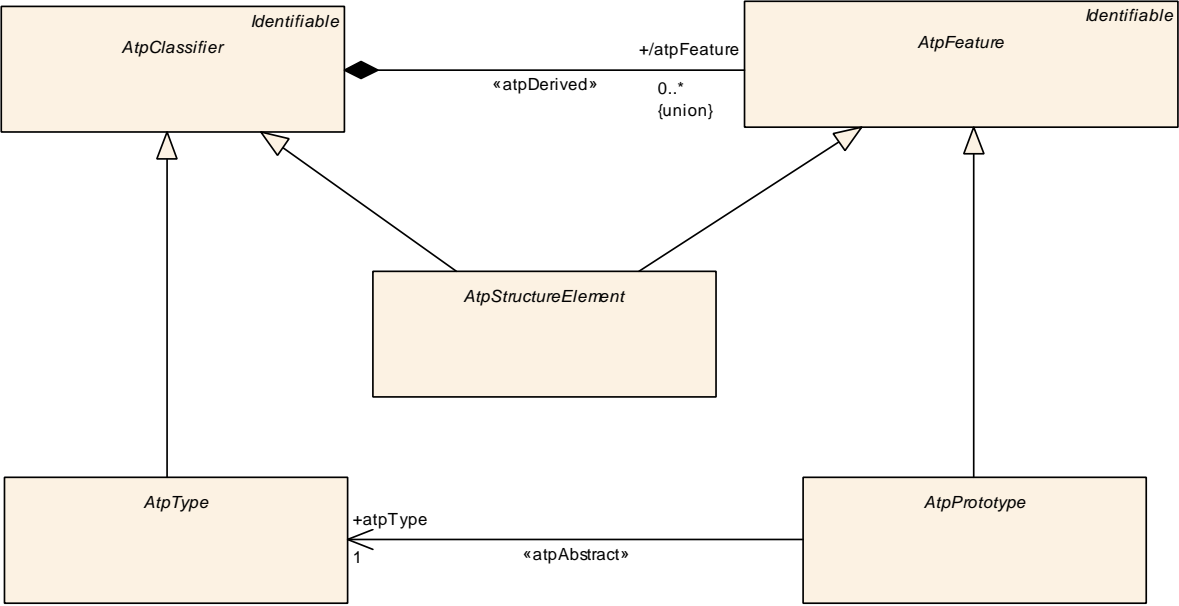 Identifiable
AtpClassifier
Identifiable
AtpFeature
+/atpFeature
«atpDerived»
0..*
{union}
AtpStructureElement
AtpType
AtpPrototype
+atpType
«atpAbstract»
1